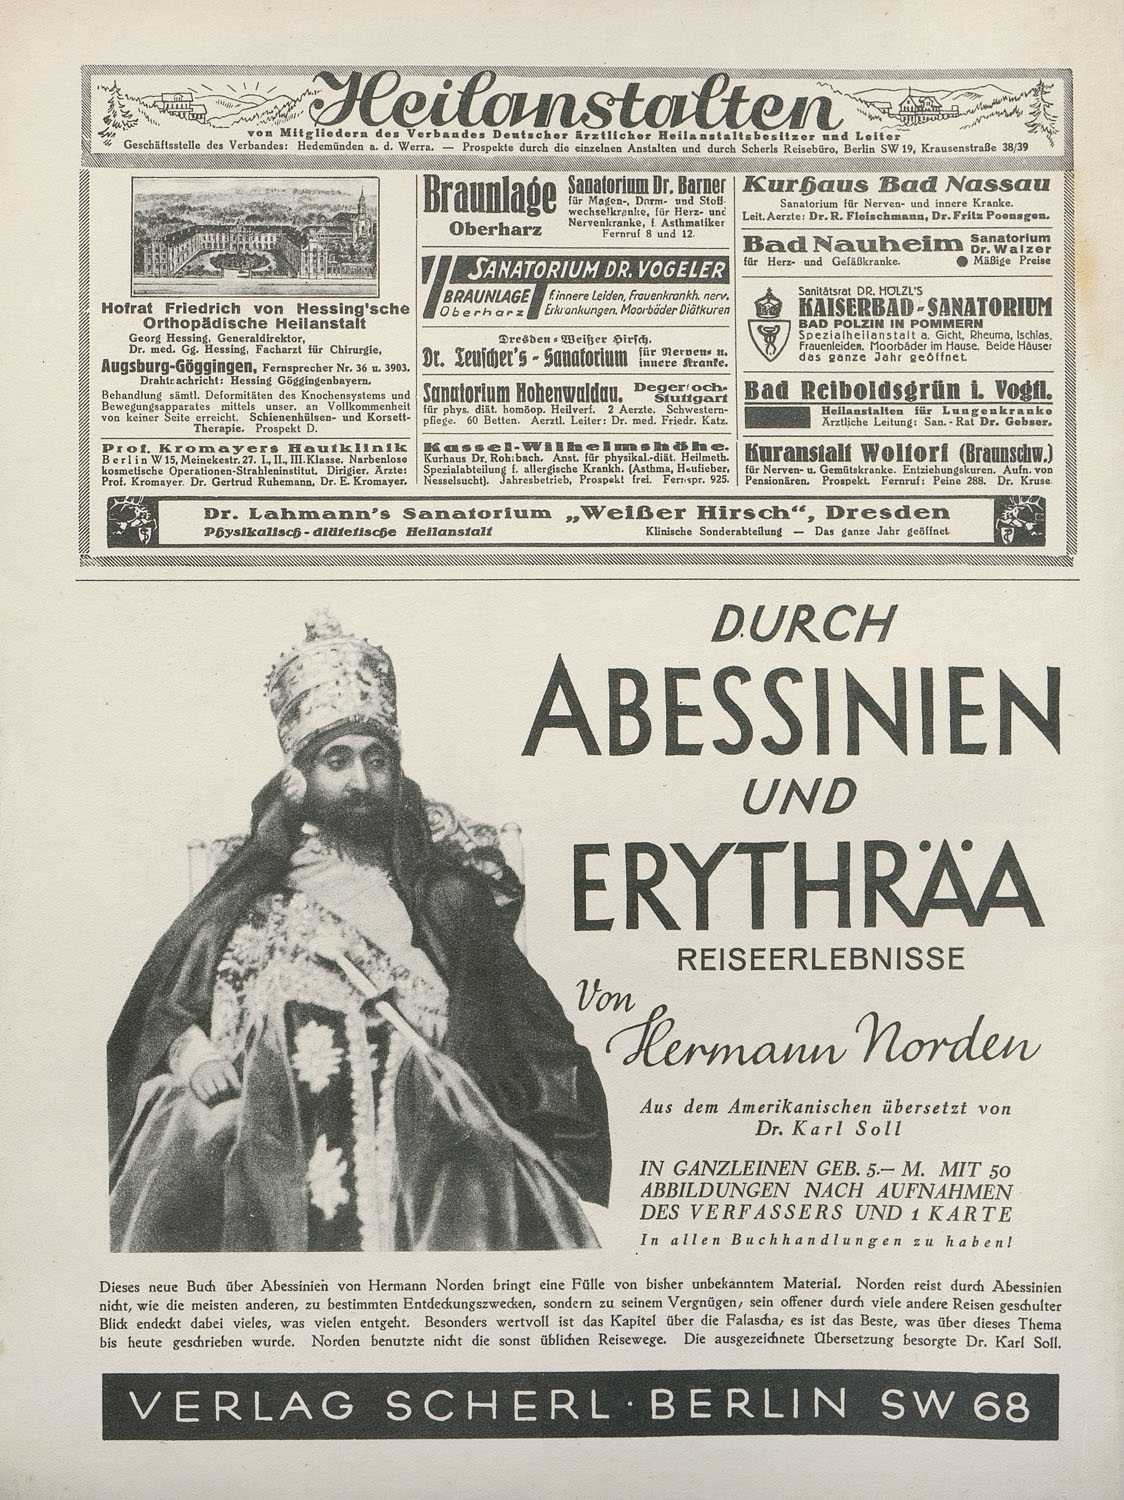 Heilanstalten
von Mitgliedern des Verbandes Deutscher ärztlicher Heilanstaltsbesitzer und Leiter
Geschäftsstelle des Verbandes: Hedemünden a. d. Werra. — Prospekte durch die einzelnen Anstalten und durch Scherls Reisebüro, Berlin SW 19, Krausenstraße 38/39
Hofrat Friedrich von Hessing'sche
Orthopädische Heilanstalt
Georg Hessing, Generaldirektor,
Dr. med. Gg. Hessing, Facharzt für Chirurgie,
Augsburg-Göggingen, Fernsprecher Nr. 36 u. 3903.
Drahtnachricht: Hessing Göggingenbayern.
Behandlung sämtl. Deformitäten des Knochensystems und
Bewegungsapparates mittels unser. an Vollkommenheit
von keiner Seite erreicht. Schienenhülsen- und Korsett-
Therapie. Prospekt D.
Prof. Kromayers Hautklinik
Berlin W 15, Meinekestr. 27. I., II., III. Klasse. Narbenlose
kosmetische Operationen-Strahleninstitut. Dirigier. Ärzte:
Prof. Kromayer. Dr. Gertrud Ruhemann, Dr. E. Kromayer.
Braunlage
Oberharz
Sanatorium Dr. Barner
für Magen-, Darm- und Stoff-
wechselkranke, für Herz- und
Nervenkranke, f. Asthmatiker
Fernruf 8 und 12.
SANATORIUM DR. VOGELER
BRAUNLAGE
Oberharz
f. innere Leiden, Frauenkrankh. nerv.
Erkrankungen. Moorbäder Diätkuren
Dresden-Weißer Hirsch.
Dr. Teuscher's-Sanatorium für Nerven- u.
innere Kranke.
Sanatorium Hohenwaldau. Degerloch-
Stuttgart
für phys. diät. homöop. Heilverf. 2 Aerzte. Schwestern-
pflege. 60 Betten. Aerztl. Leiter: Dr. med. Friedr. Katz.
Kassel-Wilhelmshöhe.
Kurhaus Dr. Rohrbach. Anst. für physikal.-diät. Heilmeth.
Spezialabteilung f. allergische Krankh. (Asthma, Heufieber,
Nesselsucht). Jahresbetrieb, Prospekt frei. Fernspr. 925.
Kurhaus Bad Nassau
Sanatorium für Nerven- und innere Kranke.
Leit. Aerzte: Dr. R. Fleischmann, Dr. Fritz Poensgen.
Bad Nauheim Sanatorium
Dr. Walzer
für Herz- und Gefäßkranke. ● Mäßige Preise
Sanitätsrat DR. HÖLZL'S
KAISERBAD-SANATORIUM
BAD POLZIN IN POMMERN
Spezialheilanstalt a. Gicht, Rheuma, Ischias,
Frauenleiden. Moorbäder im Hause. Beide Häuser
das ganze Jahr geöffnet.
Bad Reiboldsgrün i. Vogtl.
Heilanstalten für Lungenkranke
Ärztliche Leitung: San.-Rat Dr. Gebser.
Kuranstalt Woltorf (Braunschw.)
für Nerven- u. Gemütskranke. Entziehungskuren. Aufn. von
Pensionären. Prospekt. Fernruf: Peine 288. Dr. Kruse.
Dr. Lahmann's Sanatorium „Weißer Hirsch“, Dresden
Physikalisch-diätetische Heilanstalt Klinische Sonderabteilung — Das ganze Jahr geöffnet
DURCH
ABESSINIEN
UND
ERYTHRÄA
REISEERLEBNISSE
Von
Hermann Norden
Aus dem Amerikanischen übersetzt von
Dr. Karl Soll
IN GANZLEINEN GEB. 5.— M. MIT 50
ABBILDUNGEN NACH AUFNAHMEN
DES VERFASSERS UND 1 KARTE
In allen Buchhandlungen zu haben!
Dieses neue Buch über Abessinien von Hermann Norden bringt eine Fülle von bisher unbekanntem Material. Norden reist durch Abessinien
nicht, wie die meisten anderen, zu bestimmten Entdeckungszwecken, sondern zu seinem Vergnügen, sein offener durch viele andere Reisen geschulter
Blick endeckt dabei vieles, was vielen entgeht. Besonders wertvoll ist das Kapitel über die Falascha, es ist das Beste, was über dieses Thema
bis heute geschrieben wurde. Norden benutzte nicht die sonst üblichen Reisewege. Die ausgezeichnete Übersetzung besorgte Dr. Karl Soll.
VERLAG SCHERL · BERLIN SW 68